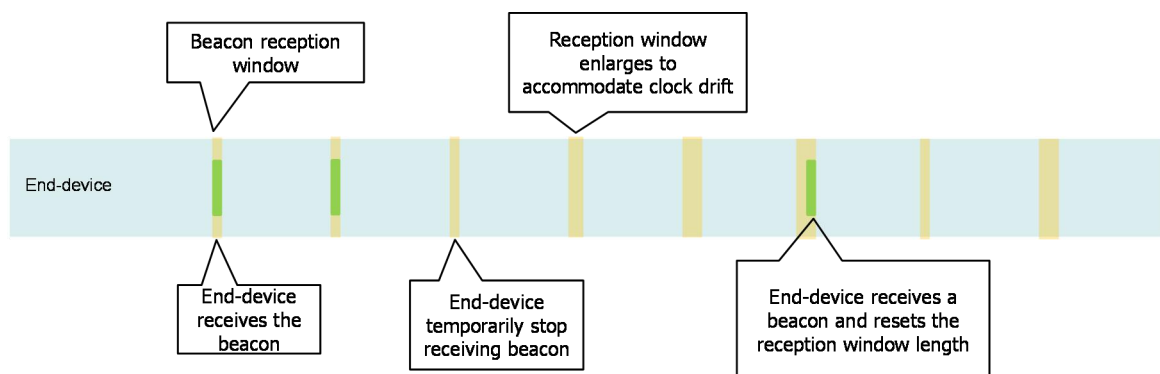 Beacon reception
window
Reception window
enlarges to
accommodate clock drift
End-device
End-device
receives the
beacon
End-device
temporarily stop
receiving beacon
End-device receives a
beacon and resets the
reception window length